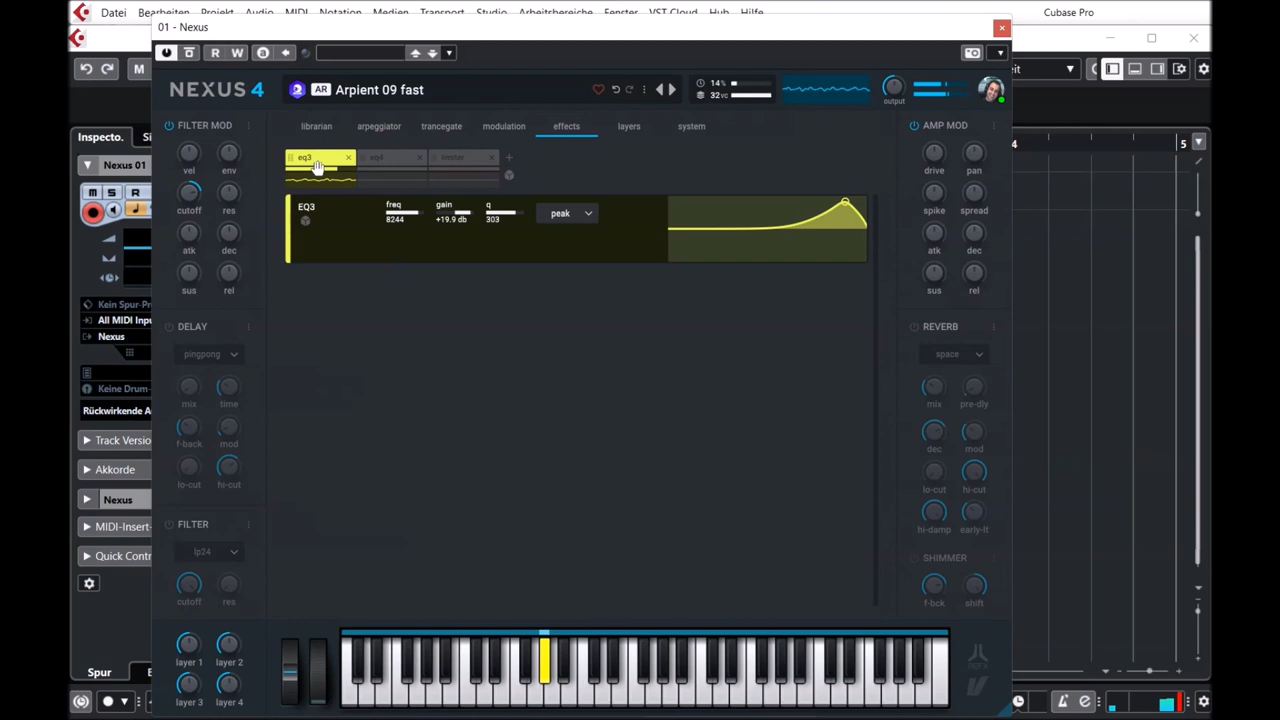 Datei Bearbeiten Projekt Audio MIDI Notation Medien Transport Studio Arbeitsbereiche Fenster VST Cloud Hub Hilfe Cubase Pro
01 - Nexus
R W a
M
NEXUS 4 AR Arpient 09 fast 14% 32vc output
FILTER MOD librarian arpeggiator trancegate modulation effects layers system AMP MOD
Inspecto.
4 5
Nexus 01
vel env
eq3 eq4 limiter
drive pan
M S R
cutoff res
EQ3 freq 8244 gain +19.9 db q 303 peak
spike spread
atk dec
atk dec
sus rel
sus rel
Kein Spur-Pr
All MIDI Inpu
Nexus
Keine Drum-
Rückwirkende A
DELAY
pingpong
mix time
f-back mod
lo-cut hi-cut
REVERB
space
mix pre-dly
dec mod
lo-cut hi-cut
hi-damp early-lt
Track Versio
Akkorde
Nexus
MIDI-Insert-
Quick Contr
FILTER
lp24
cutoff res
SHIMMER
f-bck shift
layer 1 layer 2
layer 3 layer 4
REFX
Spur